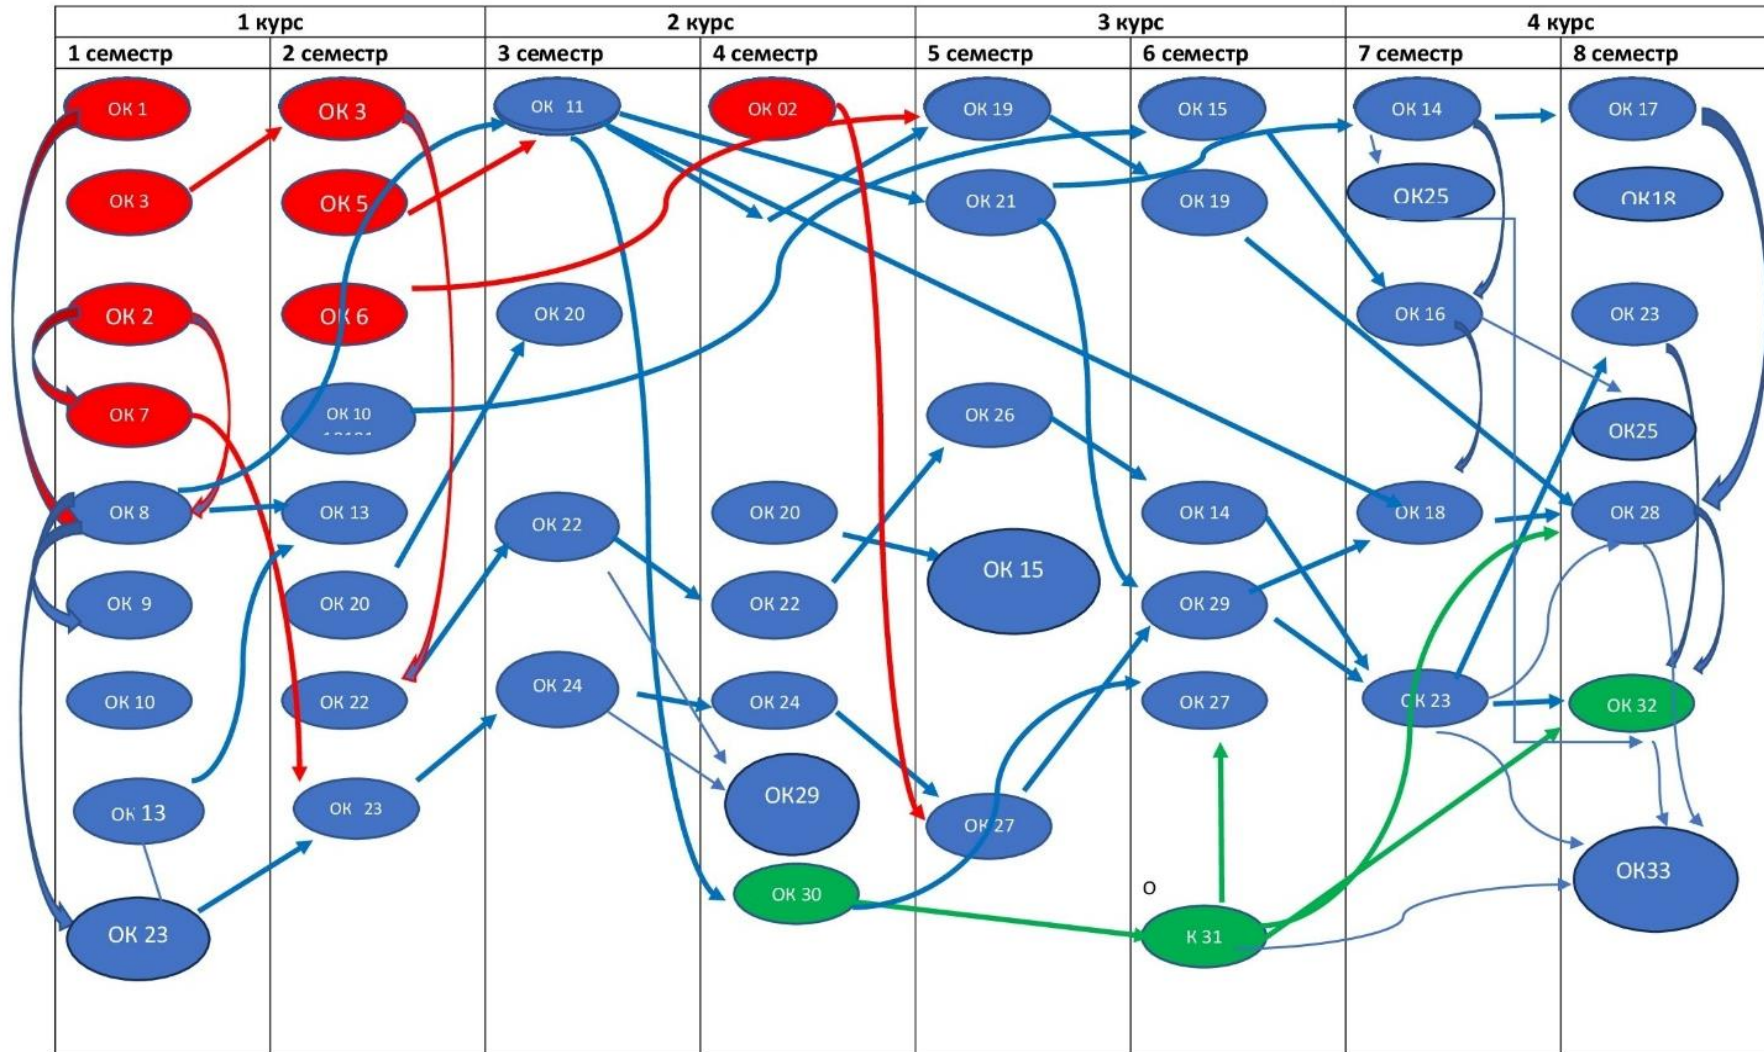 1 курс
2 курс
3 курс
4 курс
1 семестр
2 семестр
3 семестр
4 семестр
5 семестр
6 семестр
7 семестр
8 семестр
ОК 1
ОК 3
ОК 2
ОК 7
ОК 8
ОК 9
ОК 10
ОК 13
ОК 23
ОК 3
ОК 5
ОК 6
ОК 10
ОК 13
ОК 20
ОК 22
ОК 23
ОК 11
ОК 20
ОК 22
ОК 24
ОК 02
ОК 20
ОК 22
ОК 24
ОК29
ОК 30
ОК 19
ОК 21
ОК 26
ОК 15
ОК 27
ОК 15
ОК 19
ОК 14
ОК 29
ОК 27
О
К 31
ОК 14
ОК25
ОК 16
ОК 18
ОК 23
ОК 17
ОК18
ОК 23
ОК25
ОК 28
ОК 32
ОК33